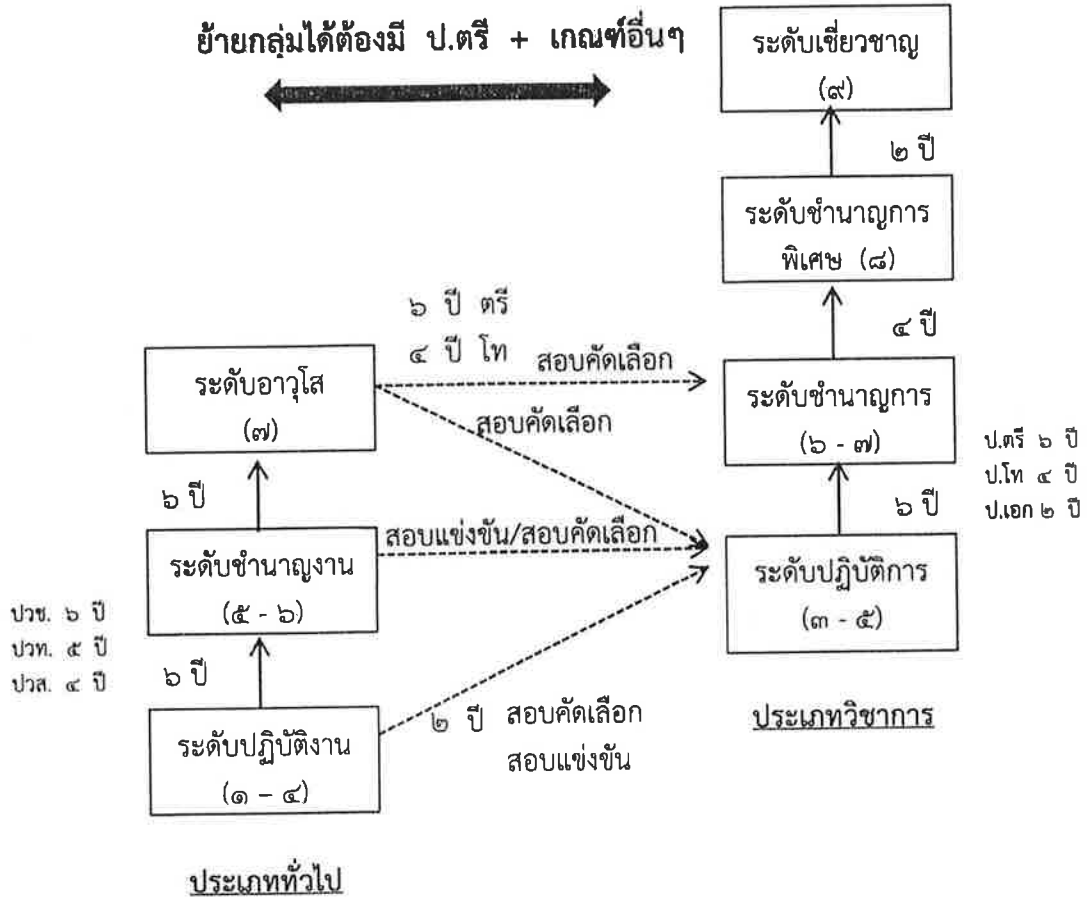 ย้ายกลุ่มได้ต้องมี ป.ตรี + เกณฑ์อื่นๆ
ระดับเชี่ยวชาญ
(๙)
๒ ปี
ระดับชำนาญการ
พิเศษ (๘)
๔ ปี
๖ ปี ตรี
๔ ปี โท
สอบคัดเลือก
ระดับอาวุโส
(๗)
สอบคัดเลือก
ระดับชำนาญการ
(๖ - ๗)
ป.ตรี ๖ ปี
ป.โท ๔ ปี
ป.เอก ๒ ปี
๖ ปี
๖ ปี
สอบแข่งขัน/สอบคัดเลือก
ระดับชำนาญงาน
(๕ - ๖)
ระดับปฏิบัติการ
(๓ - ๕)
ปวช. ๖ ปี
ปวท. ๕ ปี
ปวส. ๔ ปี
๖ ปี
ระดับปฏิบัติงาน
(๑ – ๔)
๒ ปี สอบคัดเลือก
สอบแข่งขัน
ประเภทวิชาการ
ประเภททั่วไป